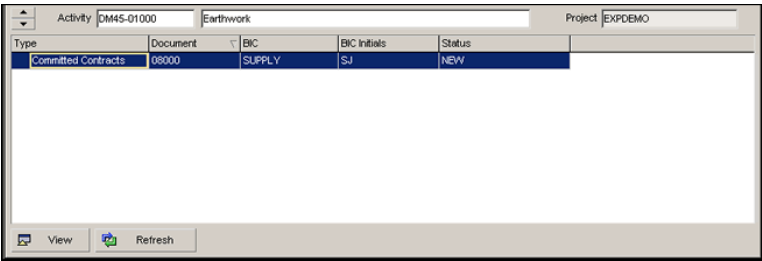 Activity DM45-01000 Earthwork Project EXPDEMO
Type Document BIC BIC Initials Status
Committed Contracts 08000 SUPPLY SJ NEW
View Refresh